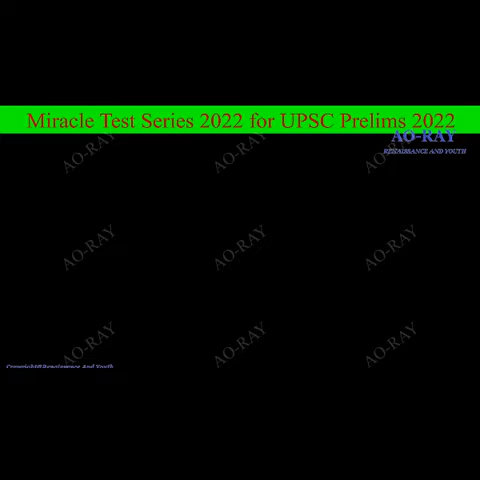 Miracle Test Series 2022 for UPSC Prelims 2022
AO-RAY
RENAISSANCE AND YOUTH
AO-RAY AO-RAY AO-RAY
AO-RAY AO-RAY AO-RAY
AO-RAY AO-RAY AO-RAY
Copyright@Renaissance And Youth